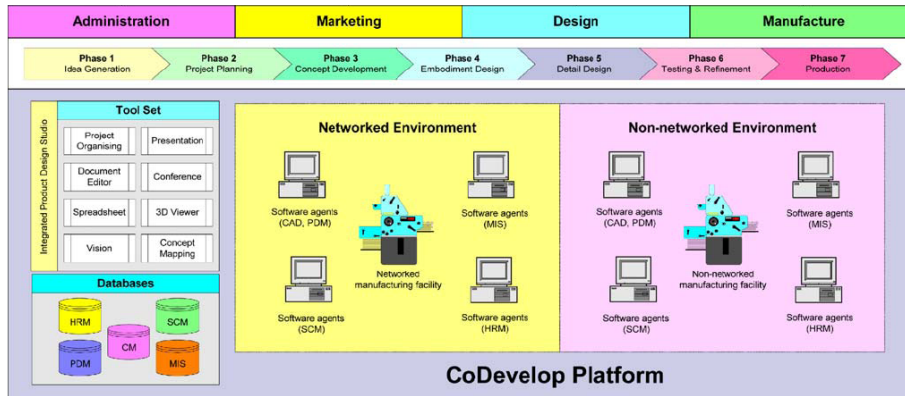 Administration
Marketing
Design
Manufacture
Phase 1
Idea Generation
Phase 2
Project Planning
Phase 3
Concept Development
Phase 4
Embodiment Design
Phase 5
Detail Design
Phase 6
Testing & Refinement
Phase 7
Production
Integrated Product Design Studio
Tool Set
Project
Organising
Presentation
Document
Editor
Conference
Spreadsheet
3D Viewer
Vision
Concept
Mapping
Databases
HRM
SCM
CM
PDM
MIS
Networked Environment
Software agents
(CAD, PDM)
Software agents
(MIS)
Networked
manufacturing facility
Software agents
(SCM)
Software agents
(HRM)
Non-networked Environment
Software agents
(CAD, PDM)
Software agents
(MIS)
Non-networked
manufacturing facility
Software agents
(SCM)
Software agents
(HRM)
CoDevelop Platform